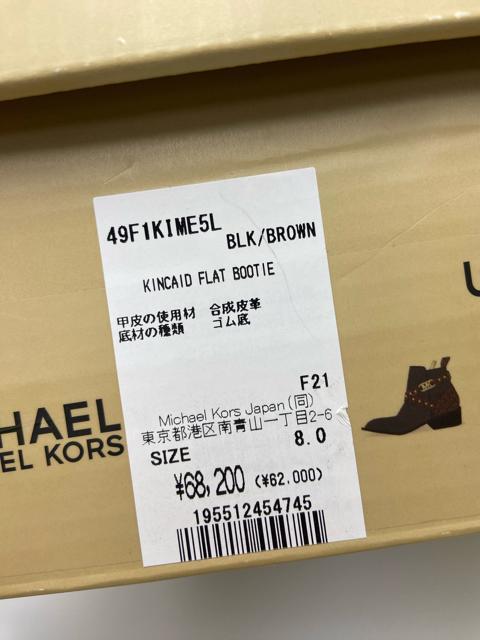 49F1KIME5L
BLK/BROWN
KINCAID FLAT BOOTIE
甲皮の使用材 合成皮革
底材の種類 ゴム底
F21
Michael Kors Japan(同)
東京都港区南青山一丁目2-6
SIZE 8.0
¥68,200 (¥62,000)
195512454745
HAEL
EL KORS
U